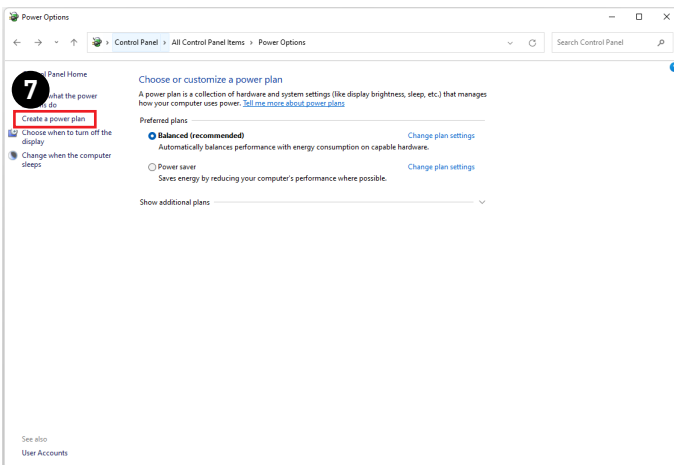 Power Options
Control Panel > All Control Panel Items > Power Options
Search Control Panel
Panel Home
7
what the power
do
Create a power plan
Choose when to turn off the
display
Change when the computer
sleeps
Choose or customize a power plan
A power plan is a collection of hardware and system settings (like display brightness, sleep, etc.) that manages
how your computer uses power. Tell me more about power plans
Preferred plans
Balanced (recommended)
Change plan settings
Automatically balances performance with energy consumption on capable hardware.
Power saver
Change plan settings
Saves energy by reducing your computer's performance where possible.
Show additional plans
See also
User Accounts